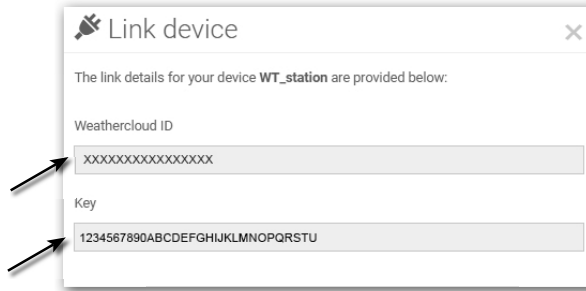 Link device
The link details for your device WT_station are provided below:
Weathercloud ID
XXXXXXXXXXXXXXXX
Key
1234567890ABCDEFGHIJKLMNOPQRSTU